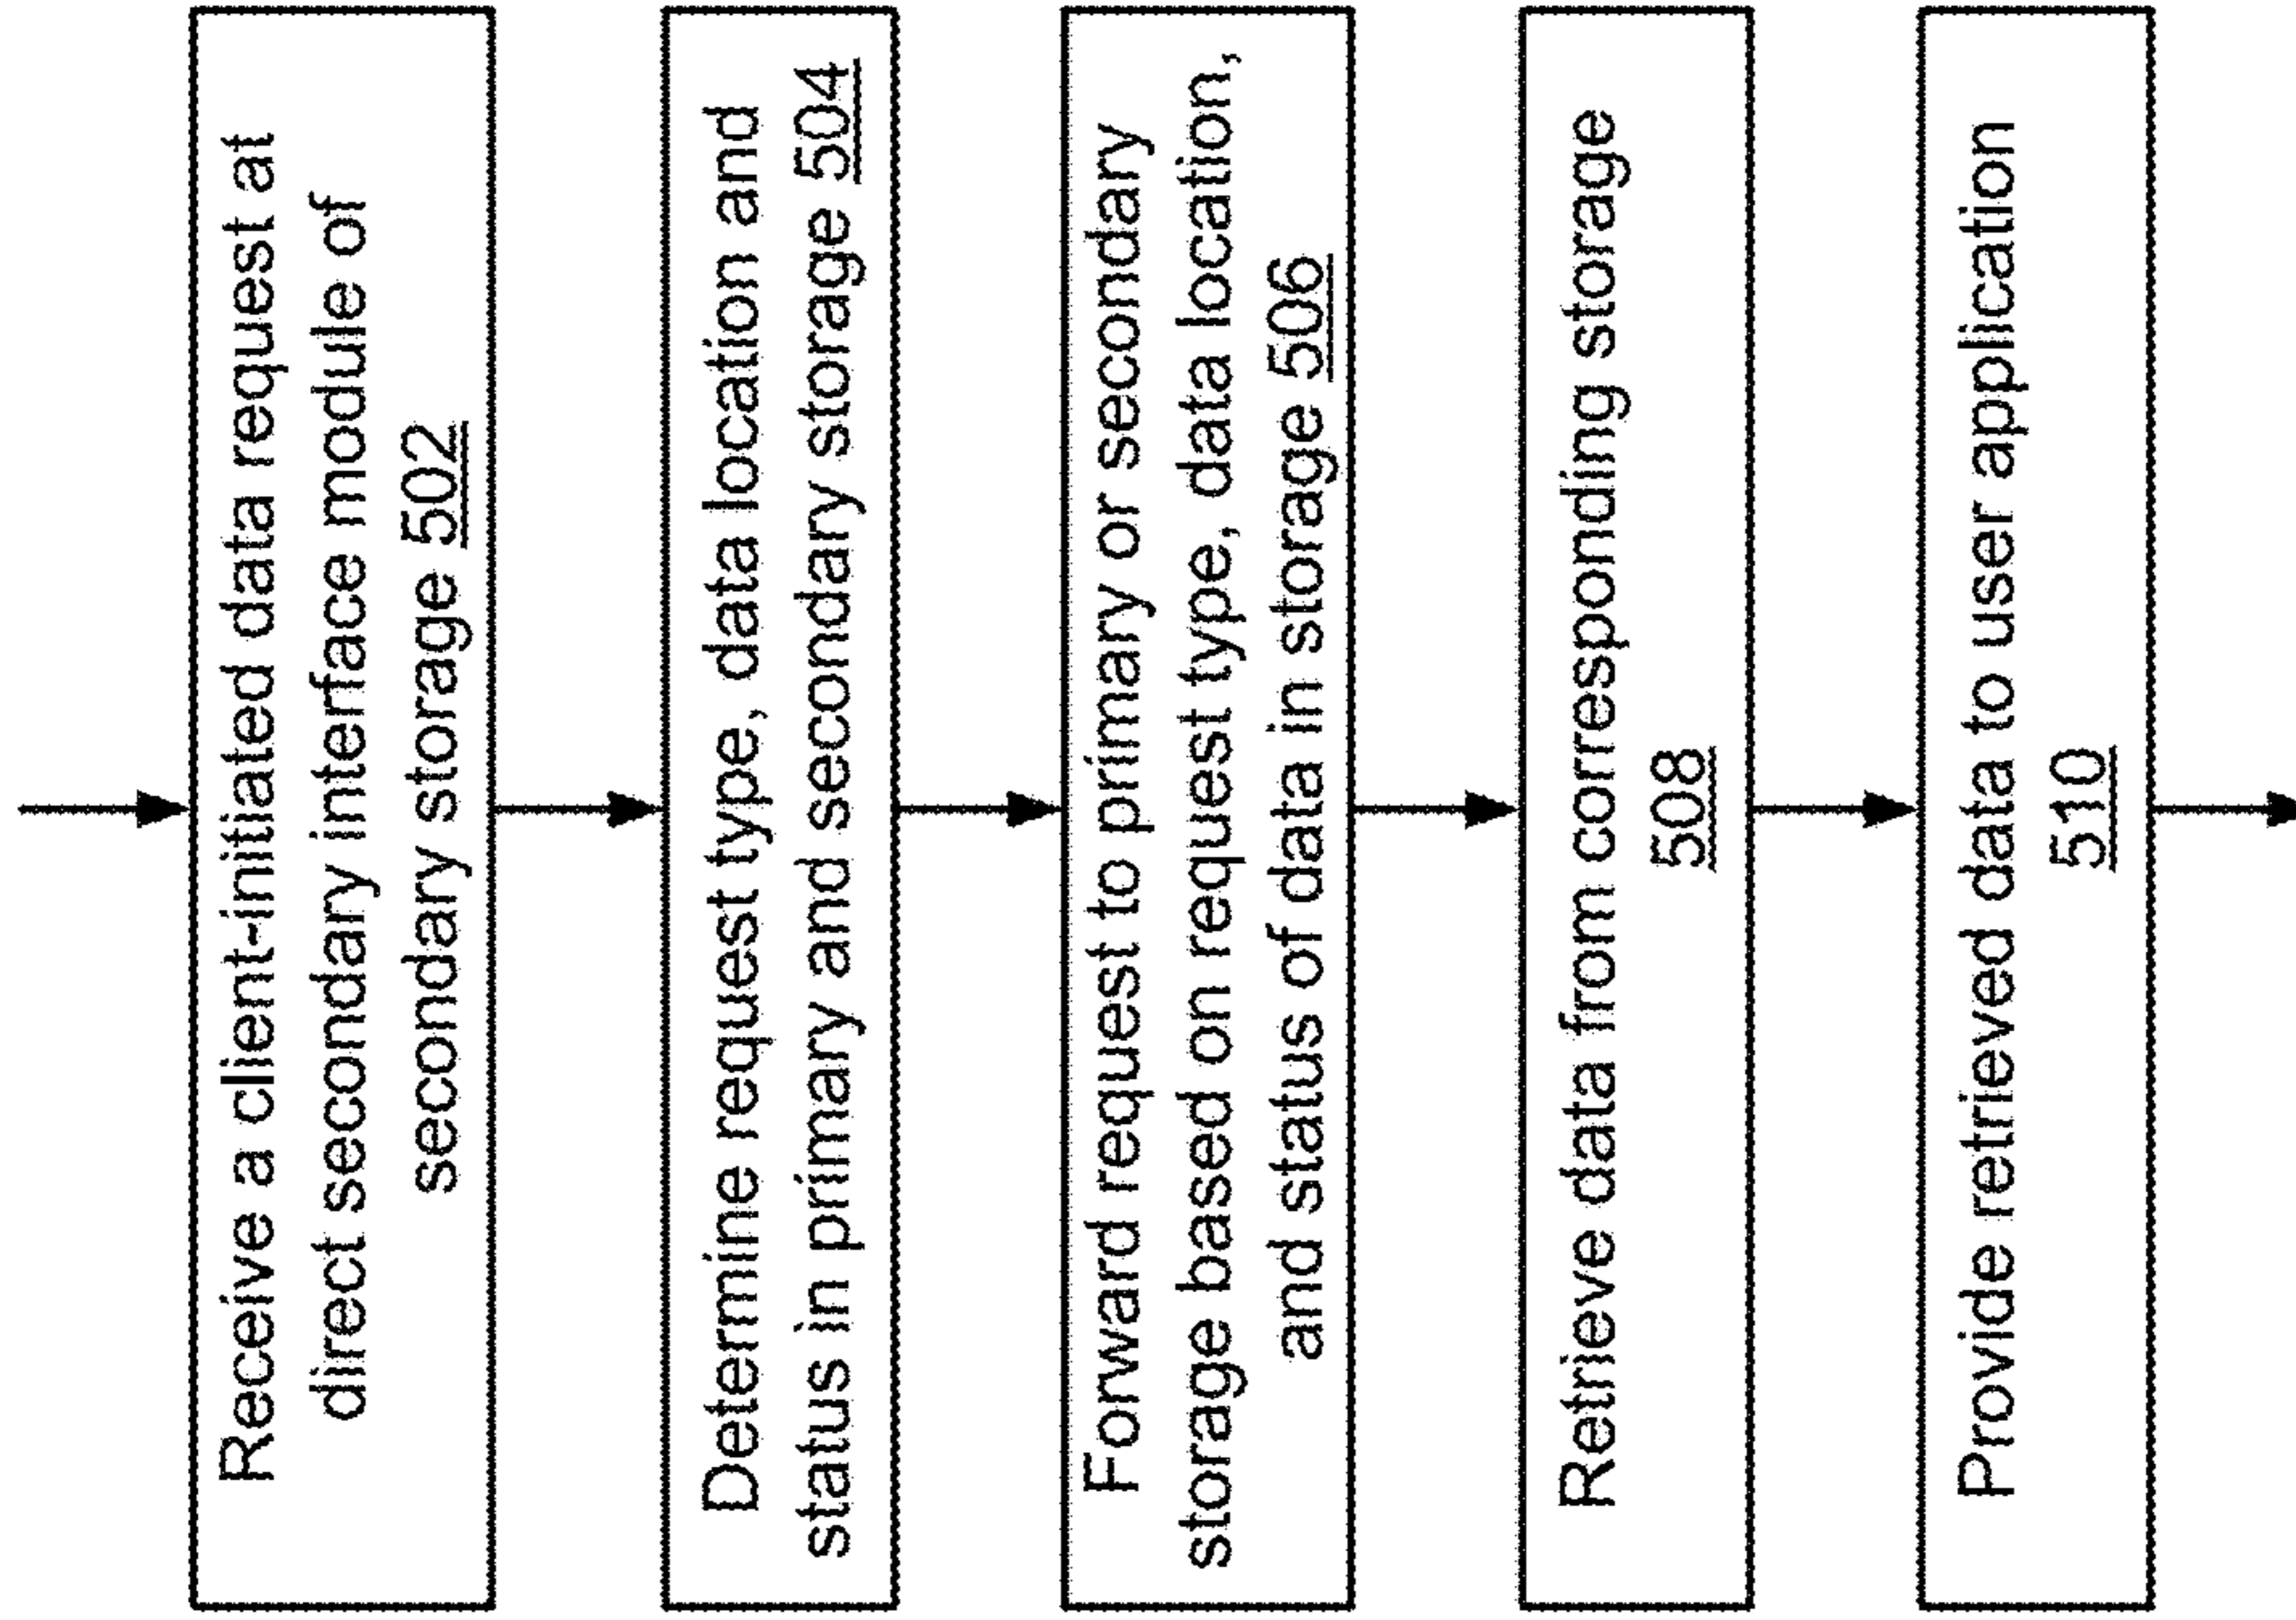 Receive a client-initiated data request at
direct secondary interface module of
secondary storage 502
Determine request type, data location and
status in primary and secondary storage 504
Forward request to primary or secondary
storage based on request type, data location,
and status of data in storage 506
Retrieve data from corresponding storage
508
Provide retrieved data to user application
510